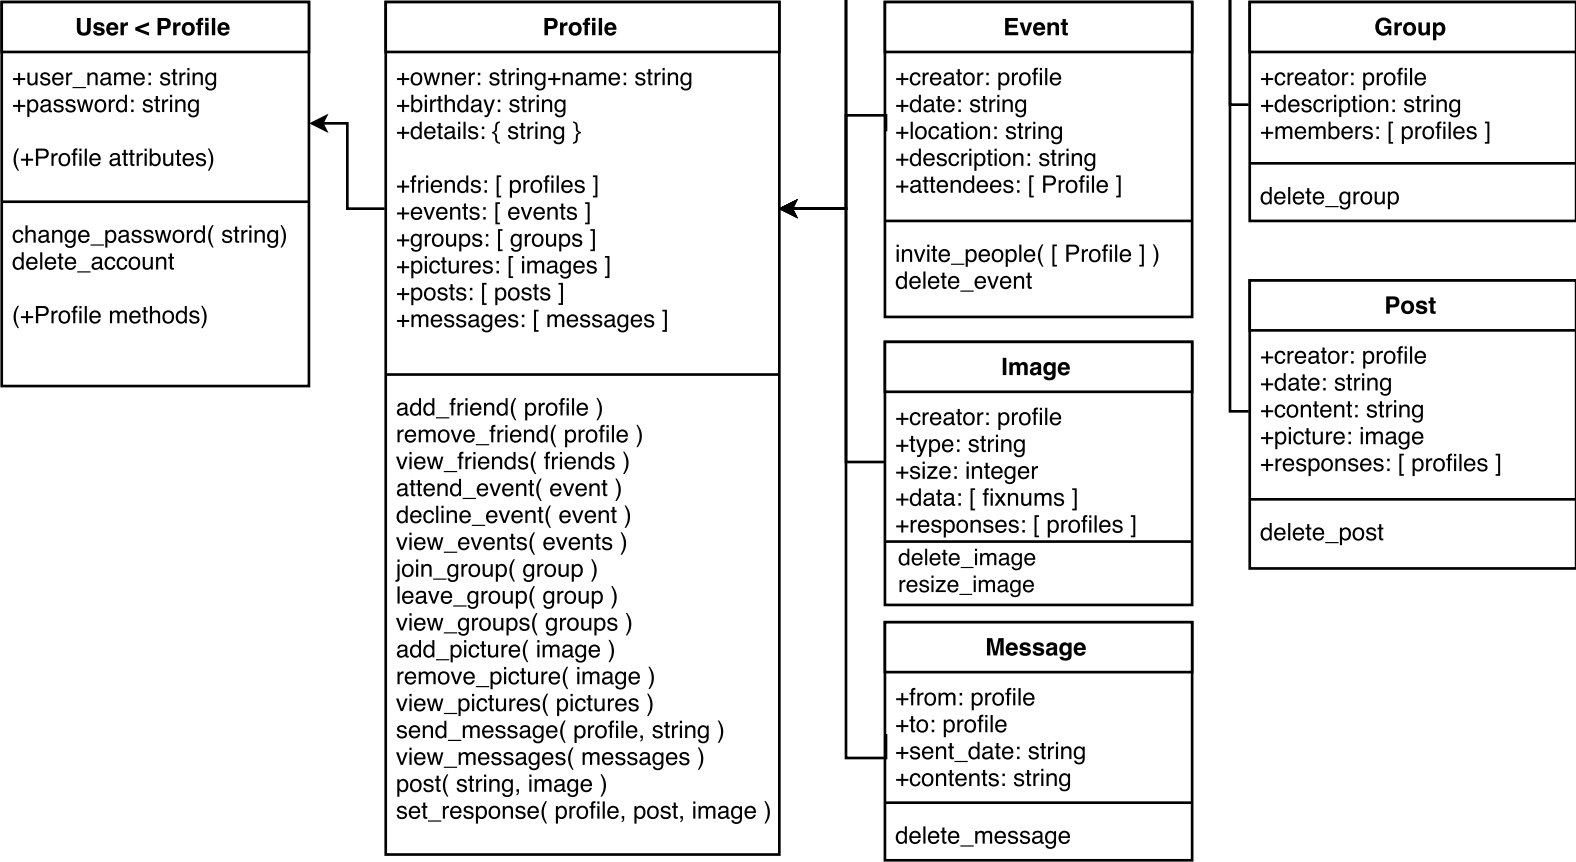 User < Profile
+user_name: string
+password: string
(+Profile attributes)
change_password( string)
delete_account
(+Profile methods)
Profile
+owner: string+name: string
+birthday: string
+details: { string }
+friends: [ profiles ]
+events: [ events ]
+groups: [ groups ]
+pictures: [ images ]
+posts: [ posts ]
+messages: [ messages ]
add_friend( profile )
remove_friend( profile )
view_friends( friends )
attend_event( event )
decline_event( event )
view_events( events )
join_group( group )
leave_group( group )
view_groups( groups )
add_picture( image )
remove_picture( image )
view_pictures( pictures )
send_message( profile, string )
view_messages( messages )
post( string, image )
set_response( profile, post, image )
Event
+creator: profile
+date: string
+location: string
+description: string
+attendees: [ Profile ]
invite_people( [ Profile ] )
delete_event
Image
+creator: profile
+type: string
+size: integer
+data: [ fixnums ]
+responses: [ profiles ]
delete_image
resize_image
Message
+from: profile
+to: profile
+sent_date: string
+contents: string
delete_message
Group
+creator: profile
+description: string
+members: [ profiles ]
delete_group
Post
+creator: profile
+date: string
+content: string
+picture: image
+responses: [ profiles ]
delete_post